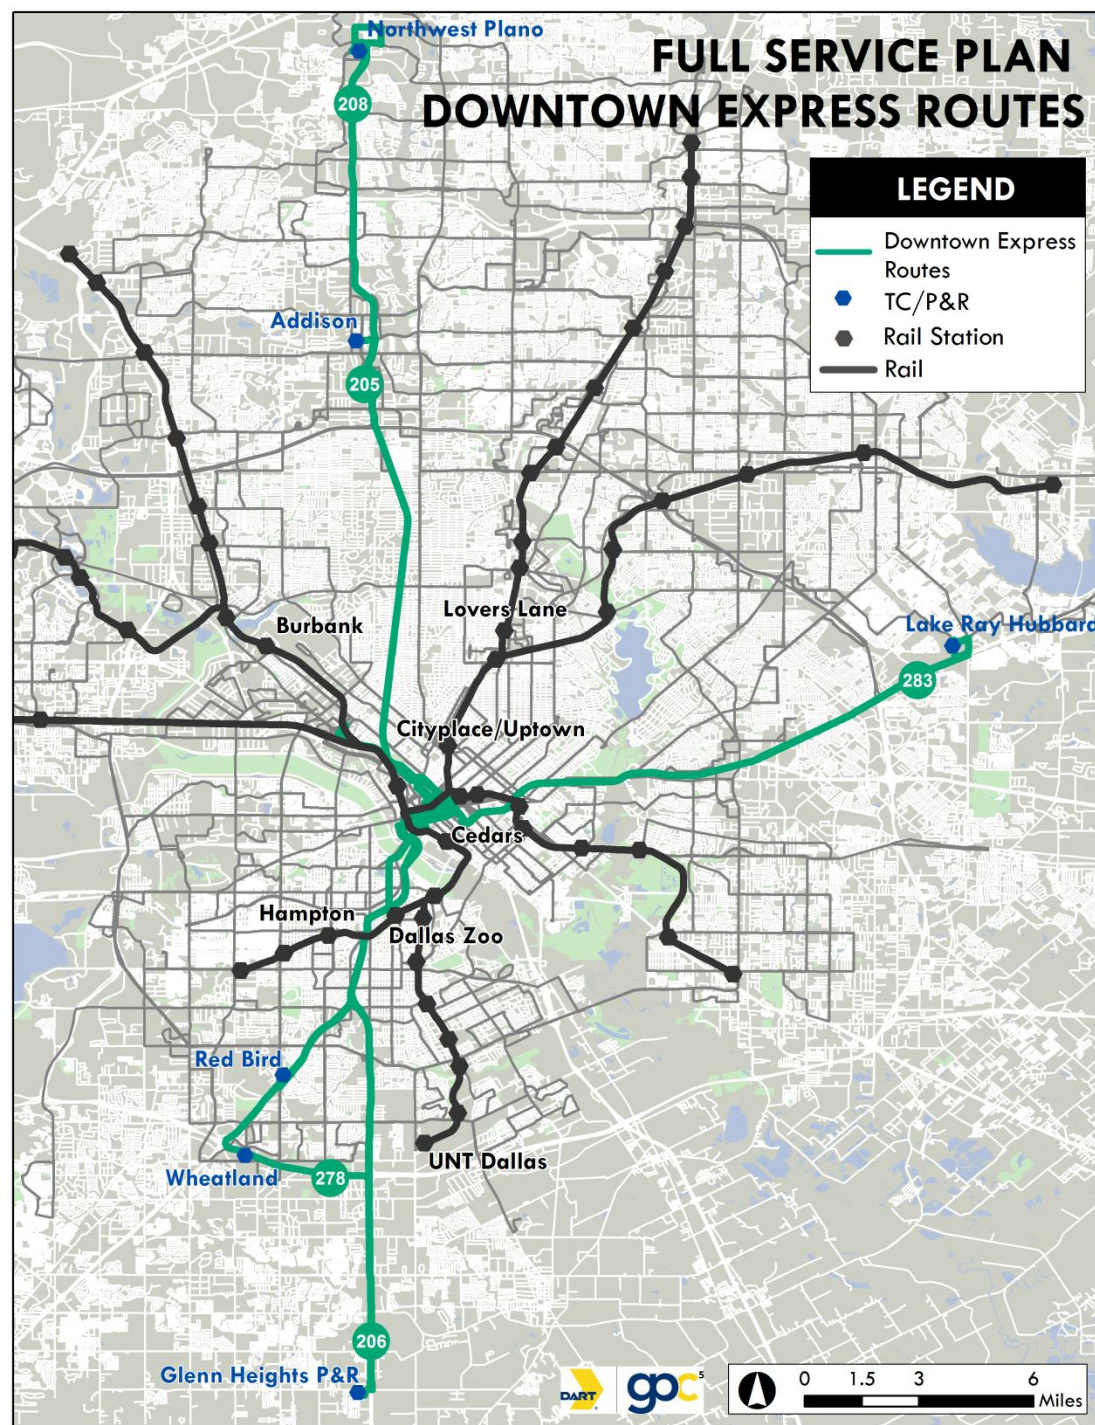 Northwest Plano
FULL SERVICE PLAN
DOWNTOWN EXPRESS ROUTES
208
LEGEND
Downtown Express
Routes
TC/P&R
Rail Station
Rail
Addison
205
Burbank
Lovers Lane
Lake Ray Hubbard
283
Cityplace/Uptown
Cedars
Hampton
Dallas Zoo
Red Bird
Wheatland
278
UNT Dallas
206
Glenn Heights P&R
DART
gpc5
0 1.5 3 6
Miles